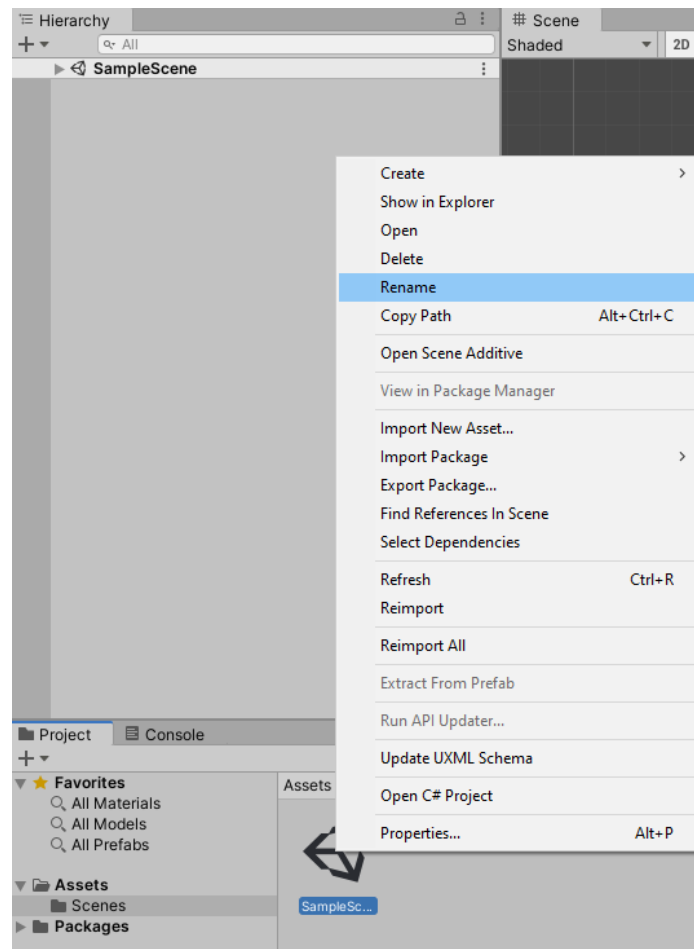 Hierarchy
Scene
All
Shaded
2D
SampleScene
Create
Show in Explorer
Open
Delete
Rename
Copy Path Alt+Ctrl+C
Open Scene Additive
View in Package Manager
Import New Asset...
Import Package
Export Package...
Find References In Scene
Select Dependencies
Refresh Ctrl+R
Reimport
Reimport All
Extract From Prefab
Run API Updater...
Update UXML Schema
Open C# Project
Properties... Alt+P
Project
Console
Favorites
All Materials
All Models
All Prefabs
Assets
Scenes
Packages
Assets
SampleSc...